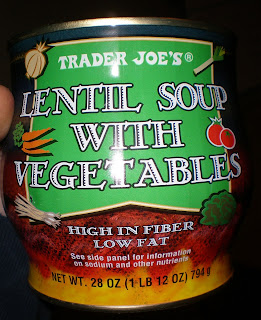 TRADER JOE'S®
LENTIL SOUP
WITH
VEGETABLES
HIGH IN FIBER
LOW FAT
See side panel for information
on sodium and other nutrients.
NET WT. 28 OZ (1 LB 12 OZ) 794 g